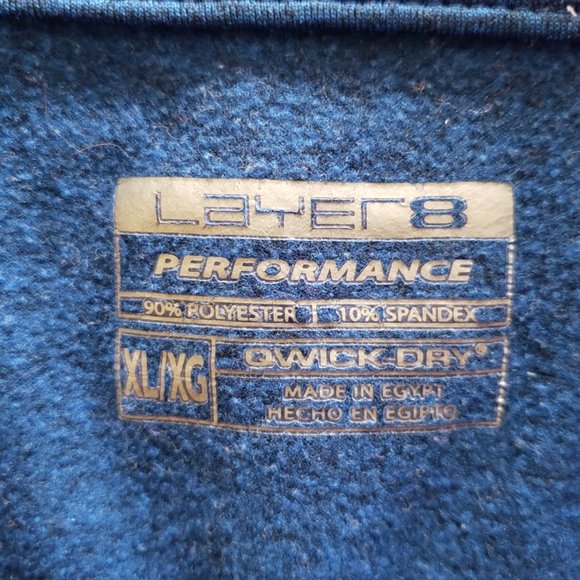 LAYER8
PERFORMANCE
90% POLYESTER | 10% SPANDEX
XL/XG
QWICK-DRY®
MADE IN EGYPT
HECHO EN EGIPTO